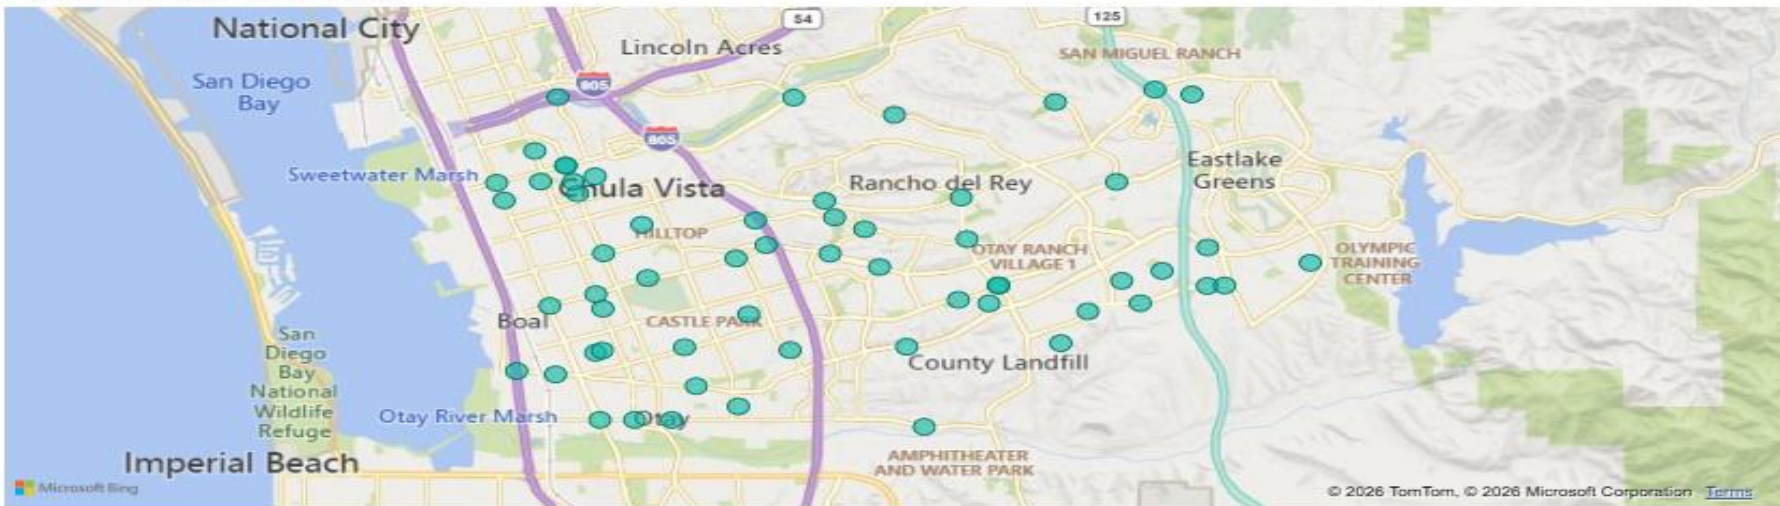 National City
54
125
Lincoln Acres
SAN MIGUEL RANCH
San Diego
Bay
805
805
Eastlake
Greens
Sweetwater Marsh
Chula Vista
Rancho del Rey
HILLTOP
OTAY RANCH
VILLAGE 1
OLYMPIC
TRAINING
CENTER
Boal
CASTLE PARK
San
Diego
Bay
National
Wildlife
Refuge
County Landfill
Otay River Marsh
Otay
Imperial Beach
AMPHITHEATER
AND WATER PARK
Microsoft Bing
© 2026 TomTom, © 2026 Microsoft Corporation Terms